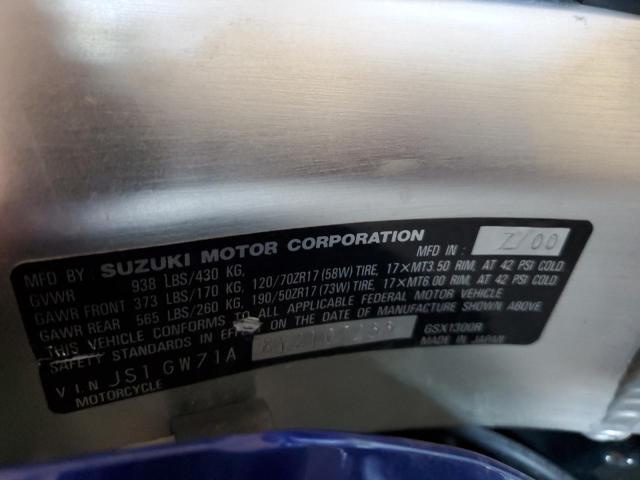 MFD BY SUZUKI MOTOR CORPORATION MFD IN : 2/00
GVWR 938 LBS/430 KG,
GAWR FRONT 373 LBS/170 KG, 120/70ZR17 (58W) TIRE, 17×MT3.50 RIM, AT 42 PSI COLD.
GAWR REAR 565 LBS/260 KG, 190/50ZR17 (73W) TIRE, 17×MT6.00 RIM, AT 42 PSI COLD.
THIS VEHICLE CONFORMS TO ALL APPLICABLE FEDERAL MOTOR VEHICLE
SAFETY STANDARDS IN EFFECT ON THE DATE OF MANUFACTURE SHOWN ABOVE.
V I N JS1GW71A GSX1300R
MOTORCYCLE MADE IN JAPAN